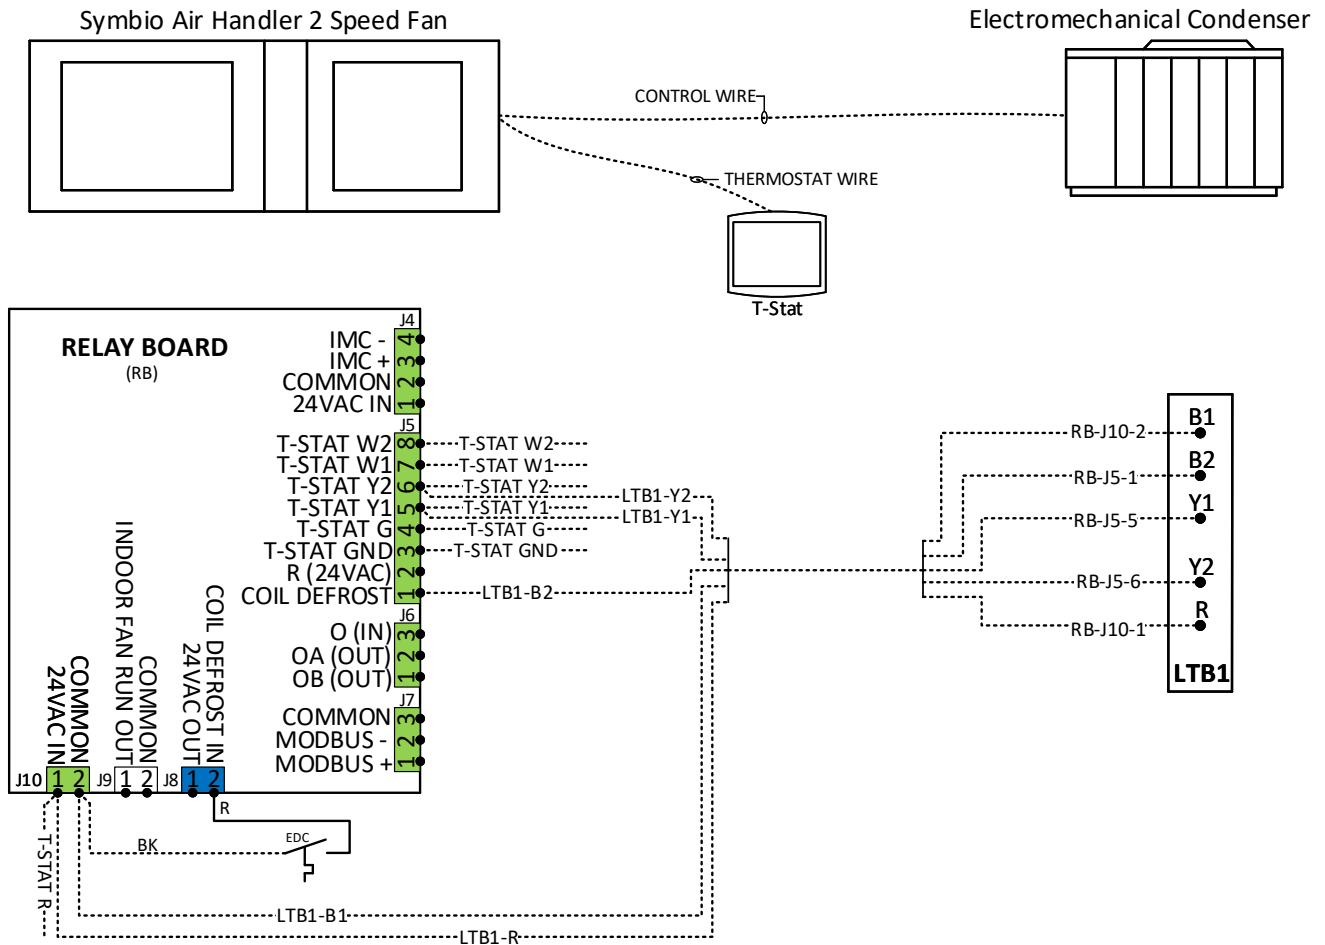 Symbio Air Handler 2 Speed Fan
Electromechanical Condenser
CONTROL WIRE
THERMOSTAT WIRE
T-Stat
RELAY BOARD
(RB)
J4
IMC - 4
IMC + 3
COMMON 2
24VAC IN 1
J5
T-STAT W2 8 T-STAT W2
T-STAT W1 7 T-STAT W1
T-STAT Y2 6 T-STAT Y2
LTB1-Y2
T-STAT Y1 5 T-STAT Y1
LTB1-Y1
T-STAT G 4 T-STAT G
T-STAT GND 3 T-STAT GND
R (24VAC) 2
COIL DEFROST 1 LTB1-B2
J6
O (IN) 3
OA (OUT) 2
OB (OUT) 1
J7
COMMON 3
MODBUS - 2
MODBUS + 1
24VAC IN
COMMON
INDOOR FAN RUN OUT
COMMON
24VAC OUT
COIL DEFROST IN
J10 1 2 J9 1 2 J8 1 2
R
EDC
BK
T-STAT R
LTB1-B1
LTB1-R
RB-J10-2 B1
RB-J5-1 B2
RB-J5-5 Y1
RB-J5-6 Y2
RB-J10-1 R
LTB1